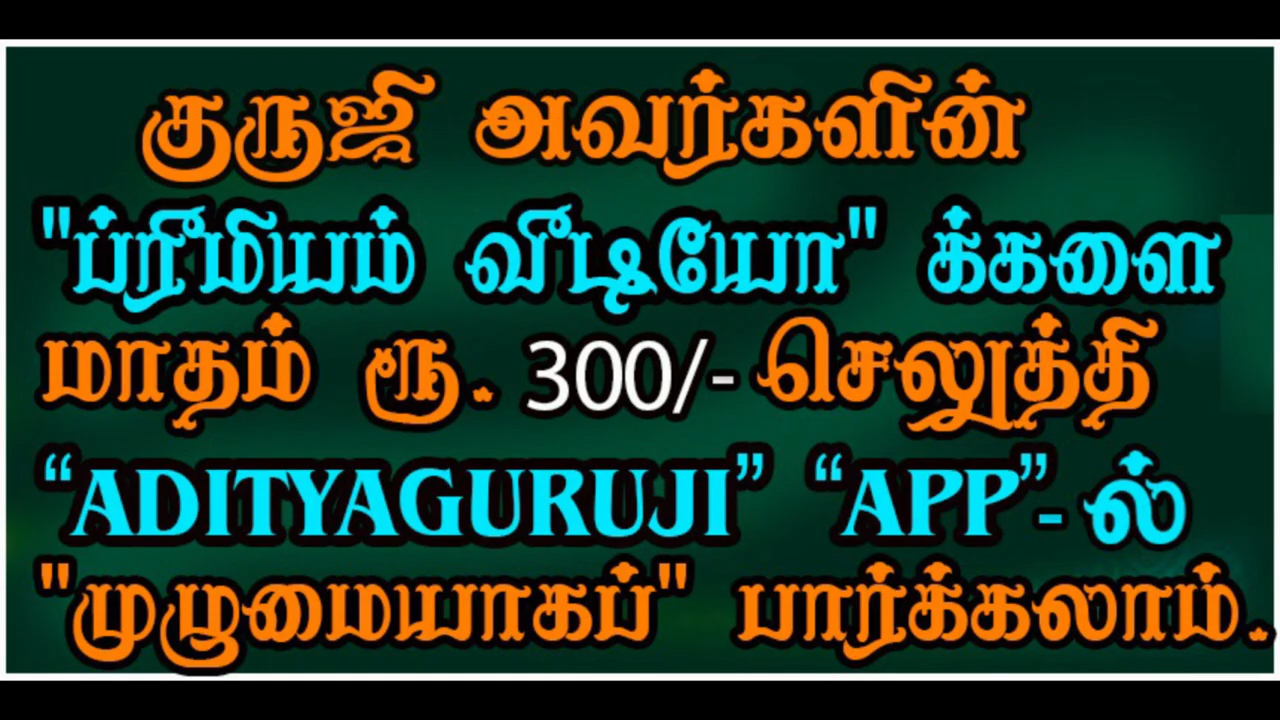 குருஜி அவர்களின்
"ப்ரீமியம் வீடியோ" க்களை
மாதம் ரூ. 300/- செலுத்தி
“ADITYAGURUJI” “APP”- ல்
"முழுமையாகப்" பார்க்கலாம்.